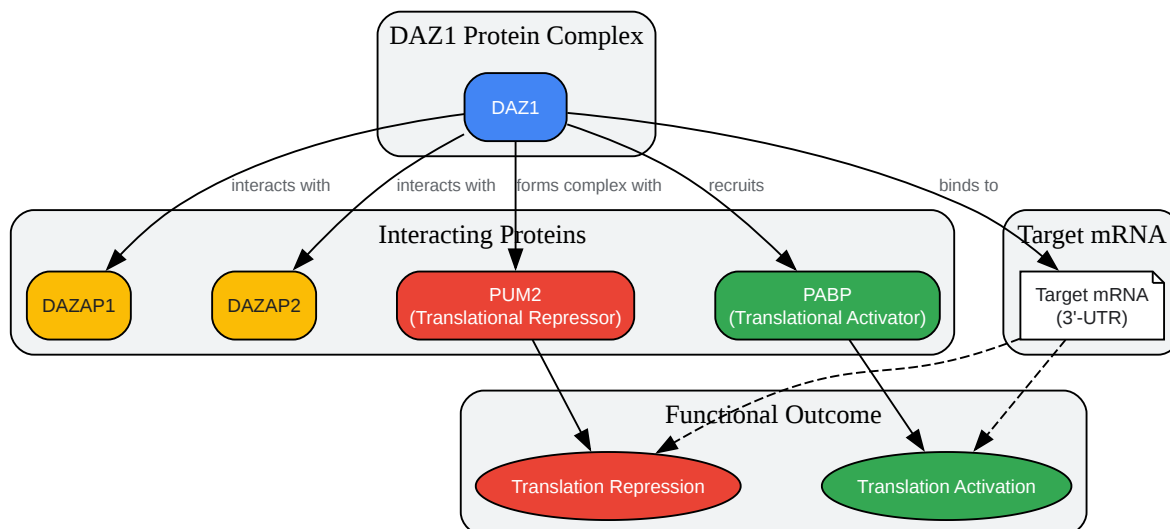 DAZ1 Protein Complex
DAZ1
interacts with
interacts with
forms complex with
recruits
binds to
Interacting Proteins
Target mRNA
DAZAP1
DAZAP2
PUM2
(Translational Repressor)
PABP
(Translational Activator)
Target mRNA
(3'-UTR)
Functional Outcome
Translation Repression
Translation Activation